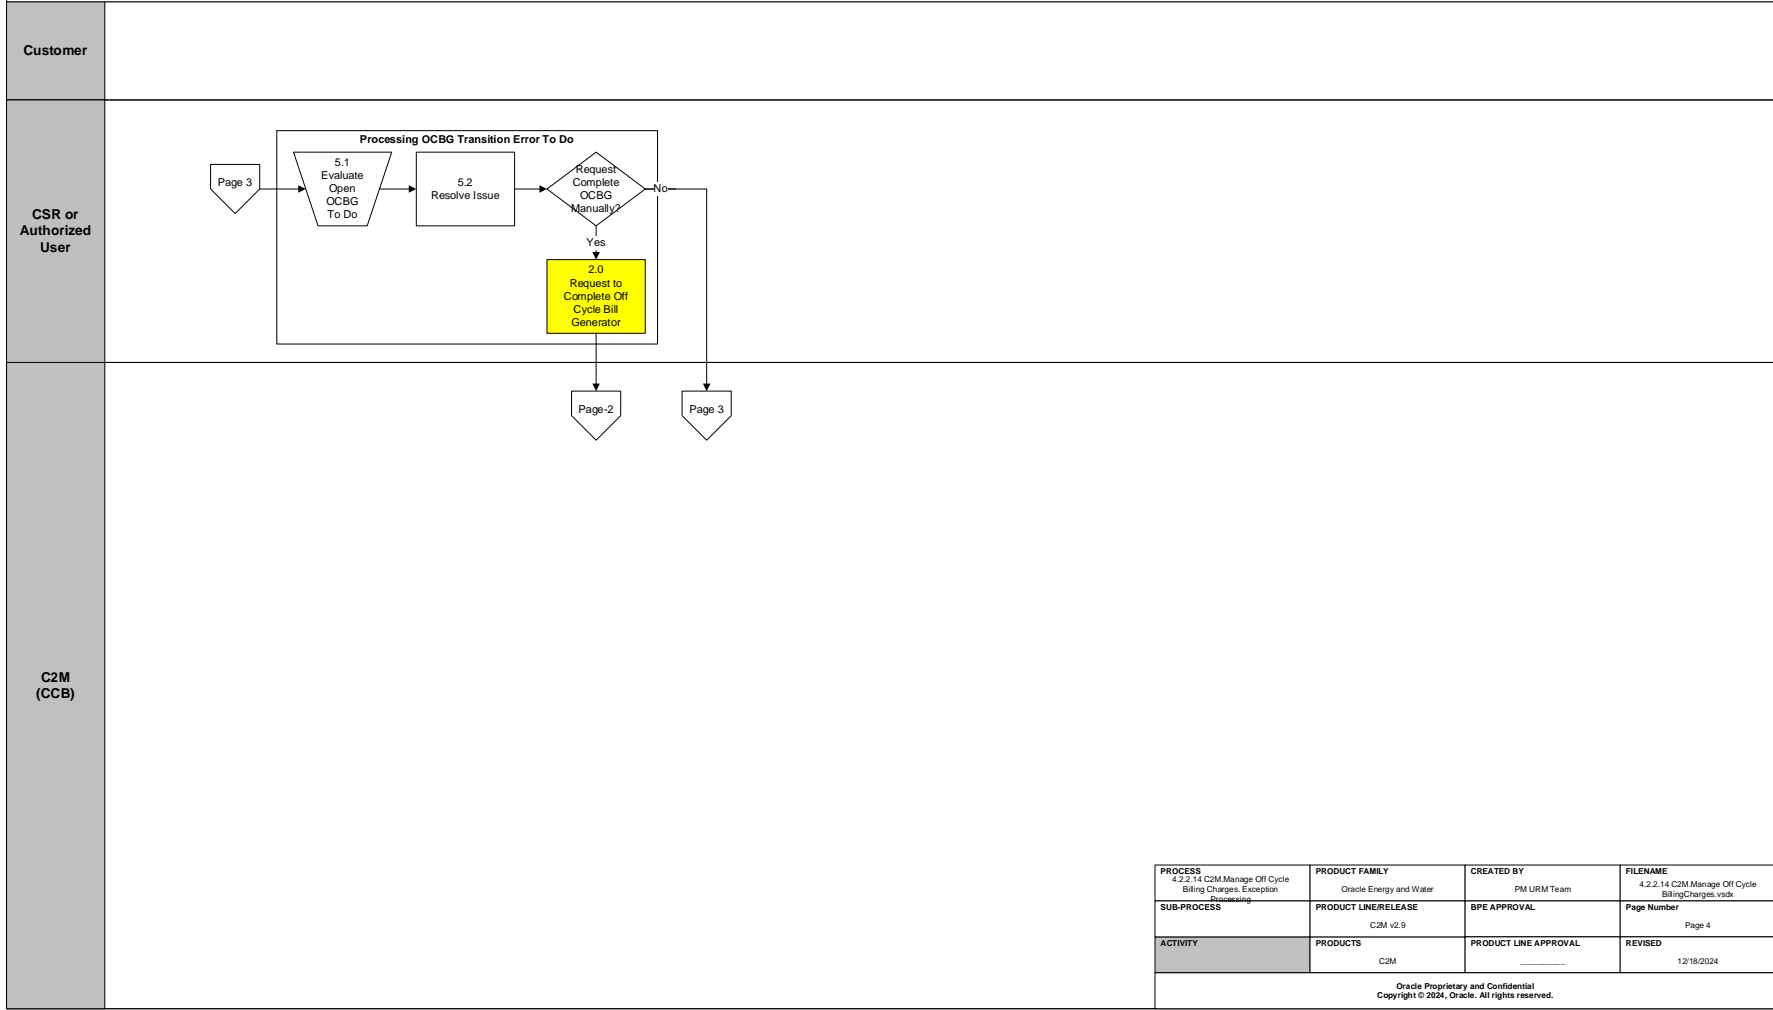 Customer
CSR or
Authorized
User
Processing OCBG Transition Error To Do
Page 3
5.1
Evaluate
Open
OCBG
To Do
5.2
Resolve Issue
Request
Complete
OCBG
Manually?
No
Yes
2.0
Request to
Complete Off
Cycle Bill
Generator
C2M
(CCB)
Page-2
Page 3
PROCESS
4.2.2.14 C2M.Manage Off Cycle
Billing Charges. Exception
Processing
PRODUCT FAMILY
Oracle Energy and Water
CREATED BY
PM URM Team
FILENAME
4.2.2.14 C2M.Manage Off Cycle
BillingCharges.vsdx
SUB-PROCESS
PRODUCT LINE/RELEASE
C2M v2.9
BPE APPROVAL
Page Number
Page 4
ACTIVITY
PRODUCTS
C2M
PRODUCT LINE APPROVAL
___________
REVISED
12/18/2024
Oracle Proprietary and Confidential
Copyright © 2024, Oracle. All rights reserved.